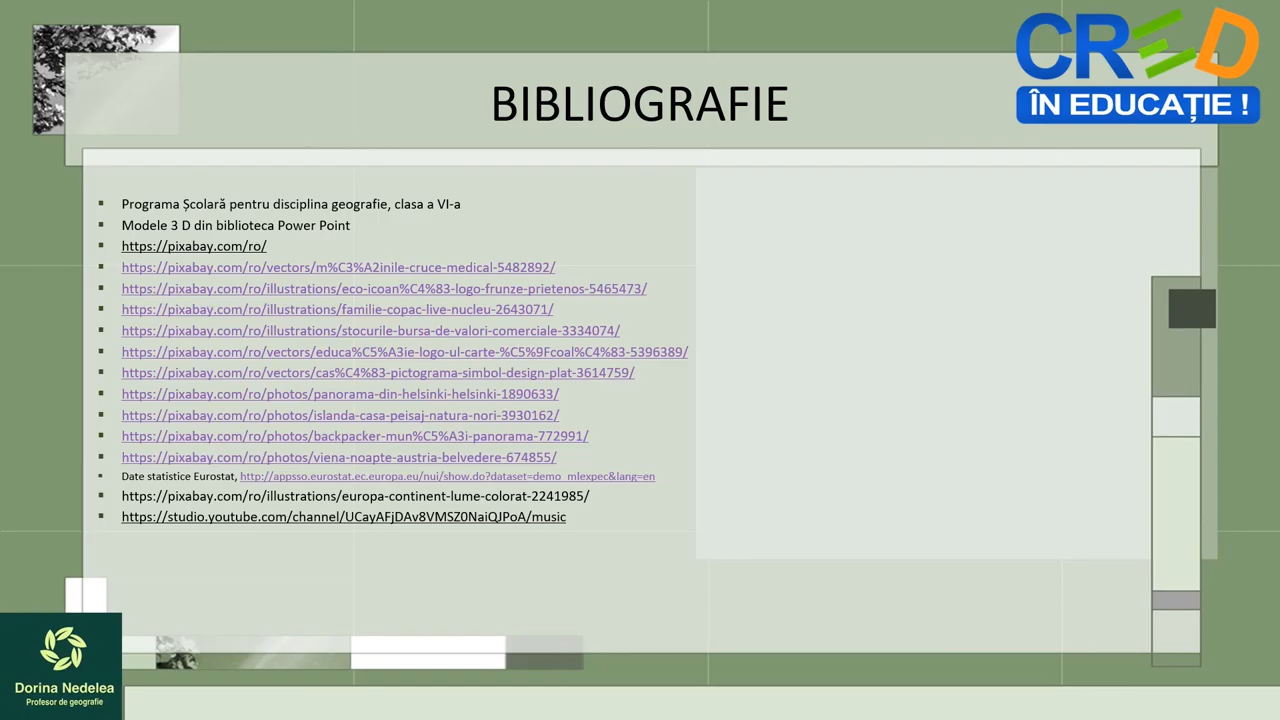 CRED
ÎN EDUCAȚIE !
BIBLIOGRAFIE
▪ Programa Școlară pentru disciplina geografie, clasa a VI-a
▪ Modele 3 D din biblioteca Power Point
▪ https://pixabay.com/ro/
▪ https://pixabay.com/ro/vectors/m%C3%A2inile-cruce-medical-5482892/
▪ https://pixabay.com/ro/illustrations/eco-icoan%C4%83-logo-frunze-prietenos-5465473/
▪ https://pixabay.com/ro/illustrations/familie-copac-live-nucleu-2643071/
▪ https://pixabay.com/ro/illustrations/stocurile-bursa-de-valori-comerciale-3334074/
▪ https://pixabay.com/ro/vectors/educa%C5%A3ie-logo-ul-carte-%C5%9Fcoal%C4%83-5396389/
▪ https://pixabay.com/ro/vectors/cas%C4%83-pictograma-simbol-design-plat-3614759/
▪ https://pixabay.com/ro/photos/panorama-din-helsinki-helsinki-1890633/
▪ https://pixabay.com/ro/photos/islanda-casa-peisaj-natura-nori-3930162/
▪ https://pixabay.com/ro/photos/backpacker-mun%C5%A3i-panorama-772991/
▪ https://pixabay.com/ro/photos/viena-noapte-austria-belvedere-674855/
▪ Date statistice Eurostat, http://appsso.eurostat.ec.europa.eu/nui/show.do?dataset=demo_mlexpec&lang=en
▪ https://pixabay.com/ro/illustrations/europa-continent-lume-colorat-2241985/
▪ https://studio.youtube.com/channel/UCayAFjDAv8VMSZ0NaiQJPoA/music
Dorina Nedelea
Profesor de geografie